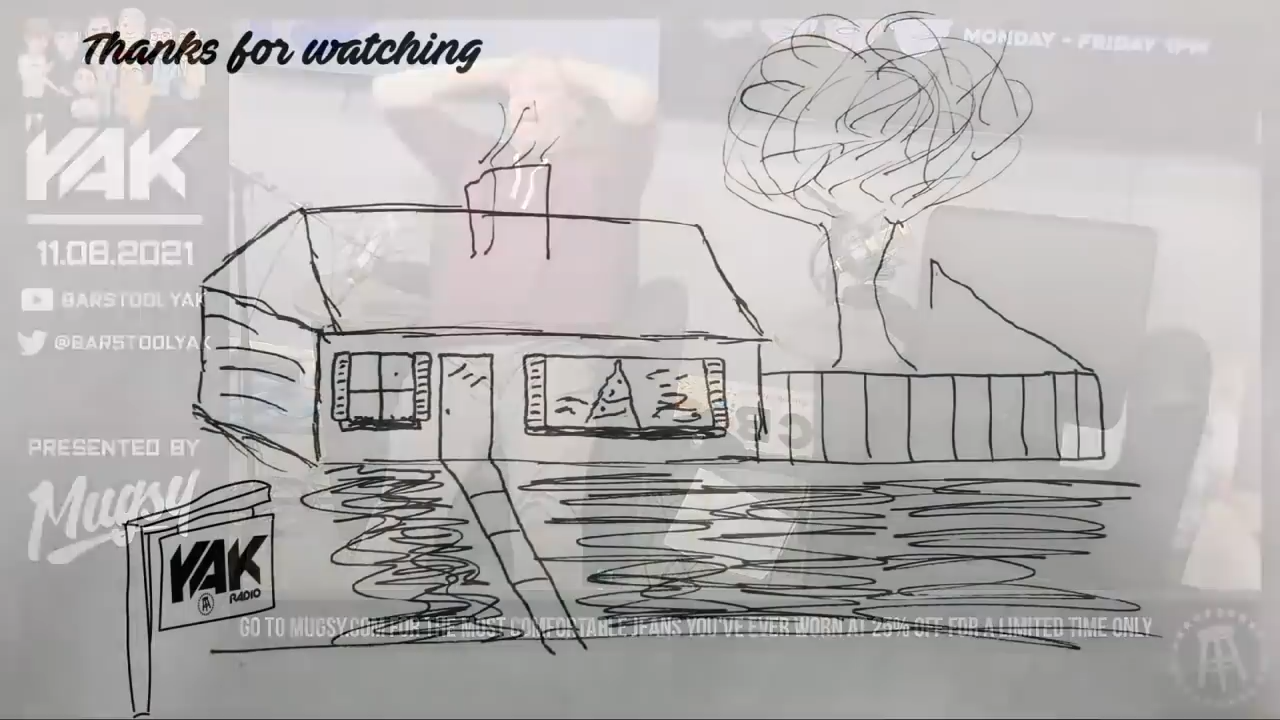 Thanks for watching
MONDAY - FRIDAY 1PM
YAK
11.08.2021
BARSTOOL YAK
@BARSTOOLYAK
PRESENTED BY
Mugsy
YAK
RADIO
GO TO MUGSY.COM FOR THE MOST COMFORTABLE JEANS YOU'VE EVER WORN AT 25% OFF FOR A LIMITED TIME ONLY